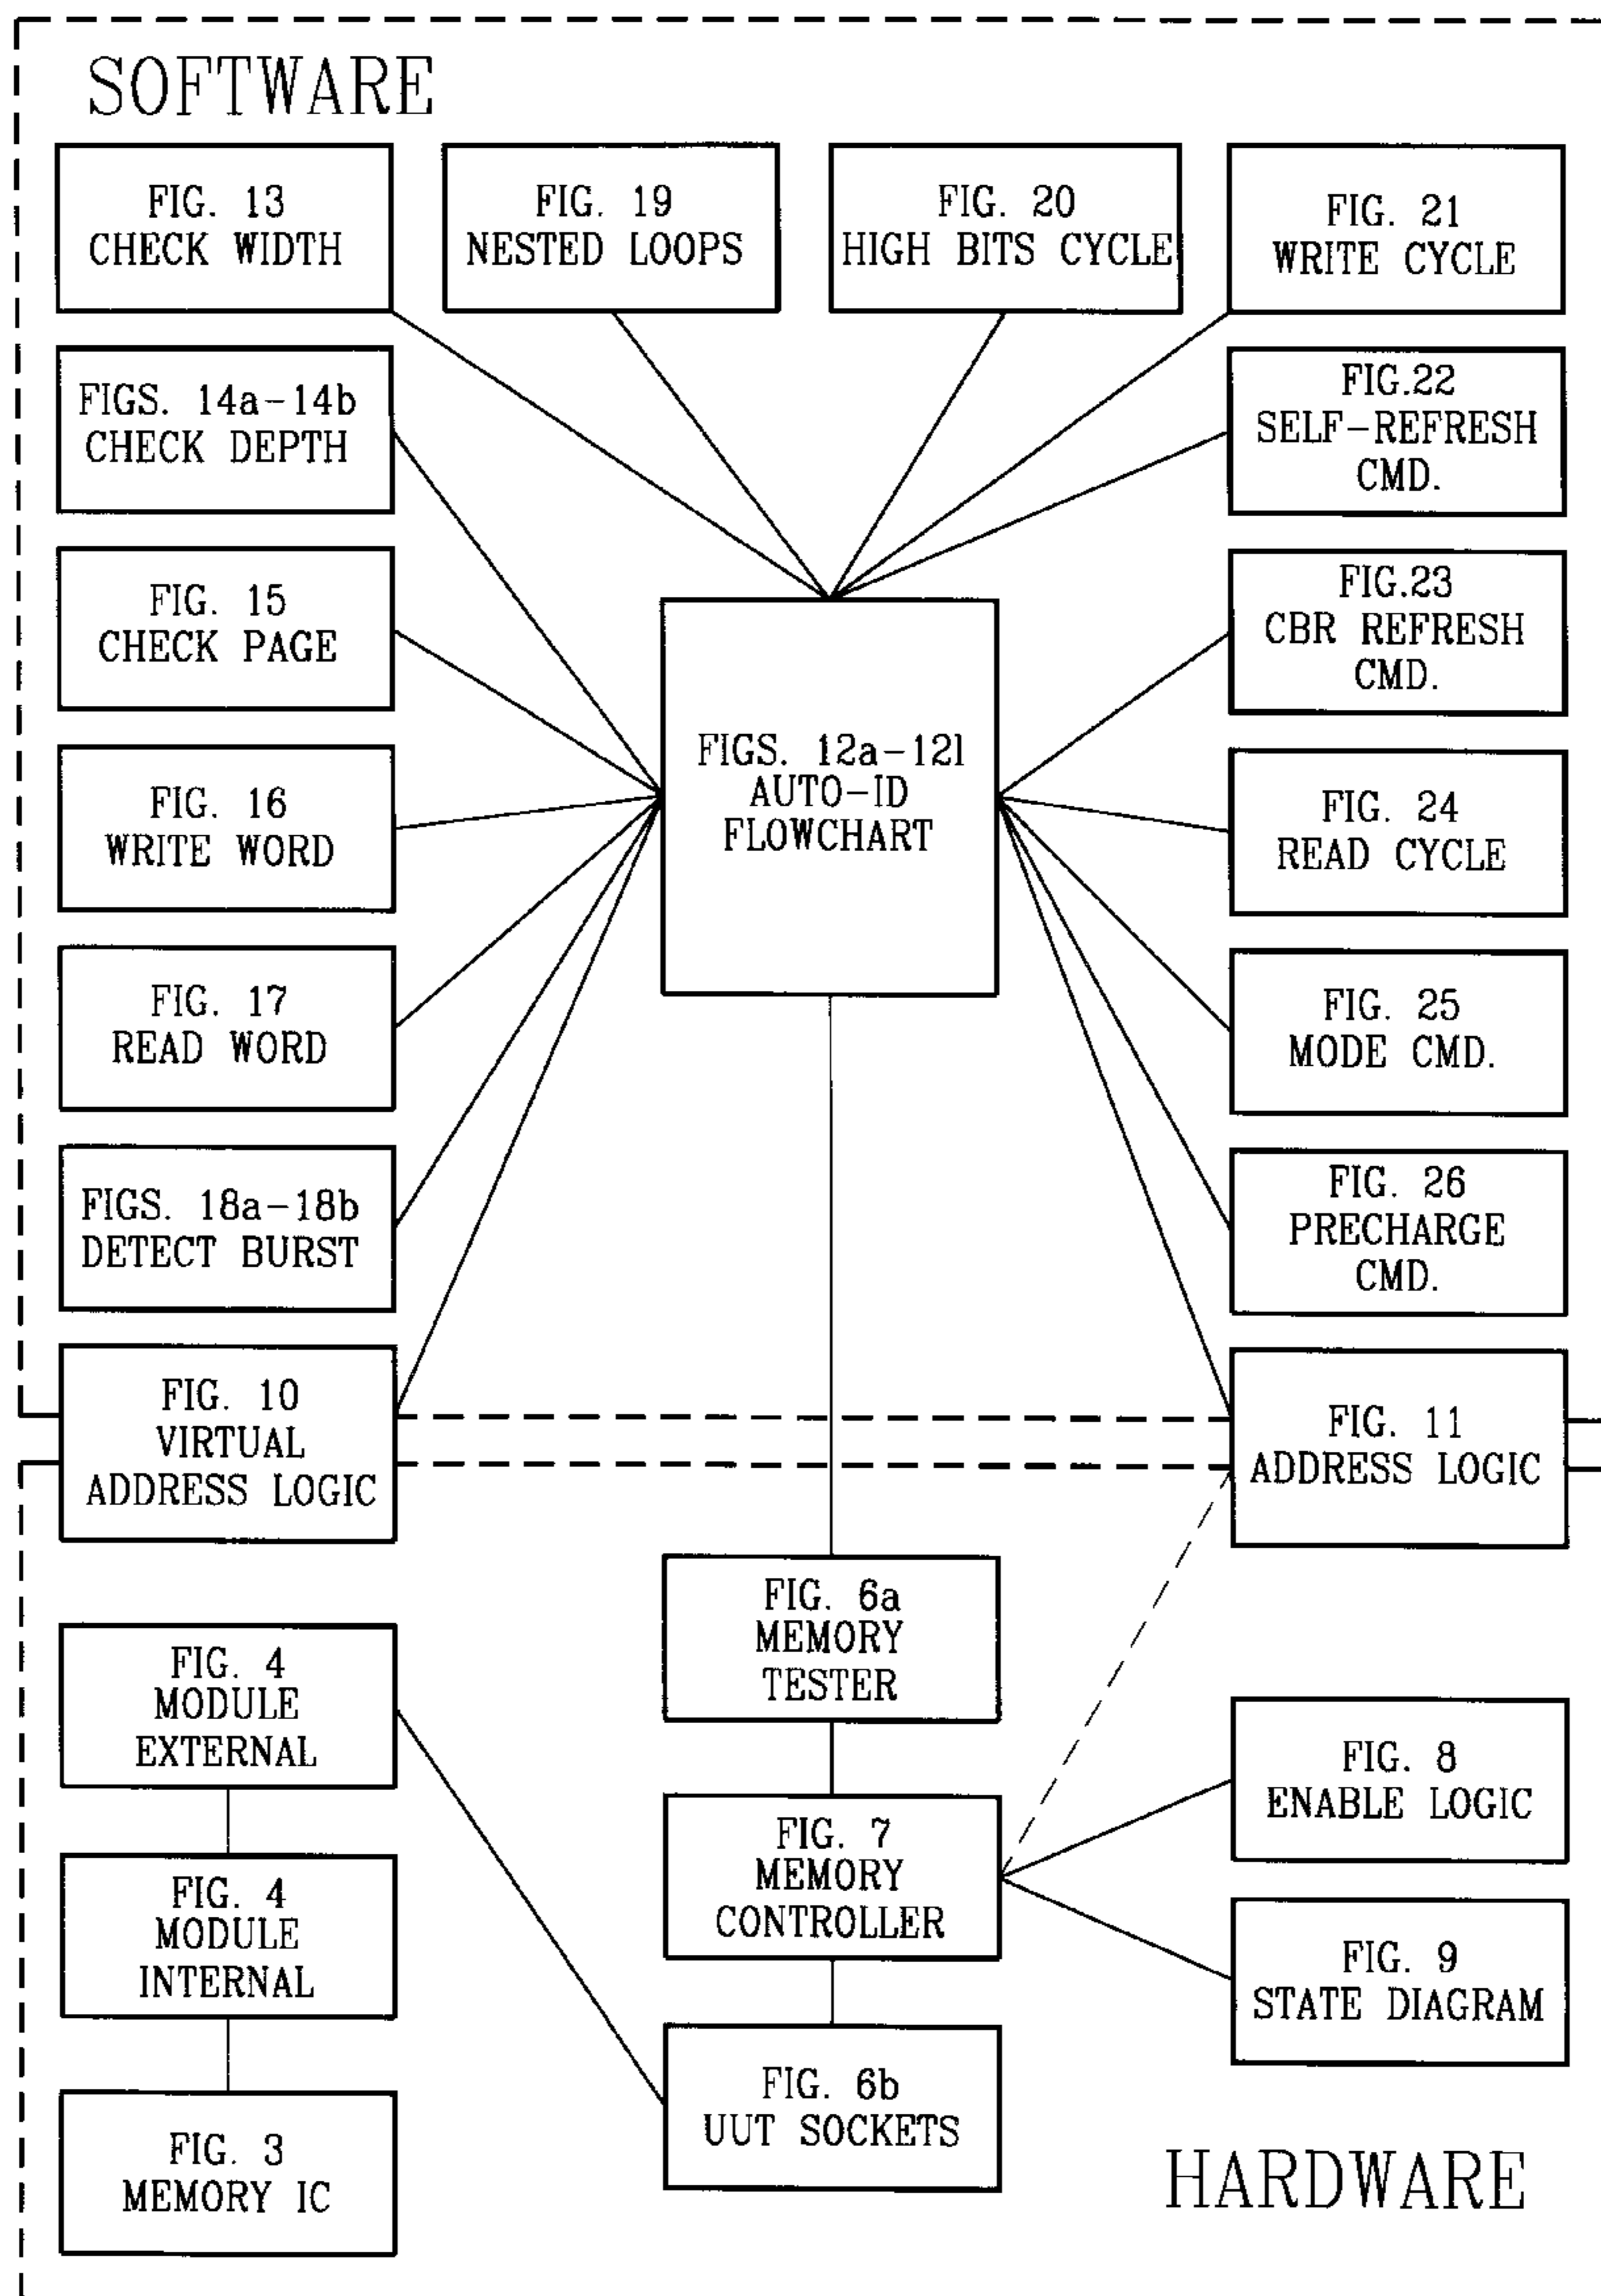 SOFTWARE
FIG. 13
CHECK WIDTH
FIG. 19
NESTED LOOPS
FIG. 20
HIGH BITS CYCLE
FIG. 21
WRITE CYCLE
FIGS. 14a-14b
CHECK DEPTH
FIG.22
SELF-REFRESH
CMD.
FIG. 15
CHECK PAGE
FIG.23
CBR REFRESH
CMD.
FIGS. 12a-12l
AUTO-ID
FLOWCHART
FIG. 16
WRITE WORD
FIG. 24
READ CYCLE
FIG. 17
READ WORD
FIG. 25
MODE CMD.
FIGS. 18a-18b
DETECT BURST
FIG. 26
PRECHARGE
CMD.
FIG. 10
VIRTUAL
ADDRESS LOGIC
FIG. 11
ADDRESS LOGIC
FIG. 6a
MEMORY
TESTER
FIG. 4
MODULE
EXTERNAL
FIG. 8
ENABLE LOGIC
FIG. 7
MEMORY
CONTROLLER
FIG. 4
MODULE
INTERNAL
FIG. 9
STATE DIAGRAM
FIG. 6b
UUT SOCKETS
FIG. 3
MEMORY IC
HARDWARE